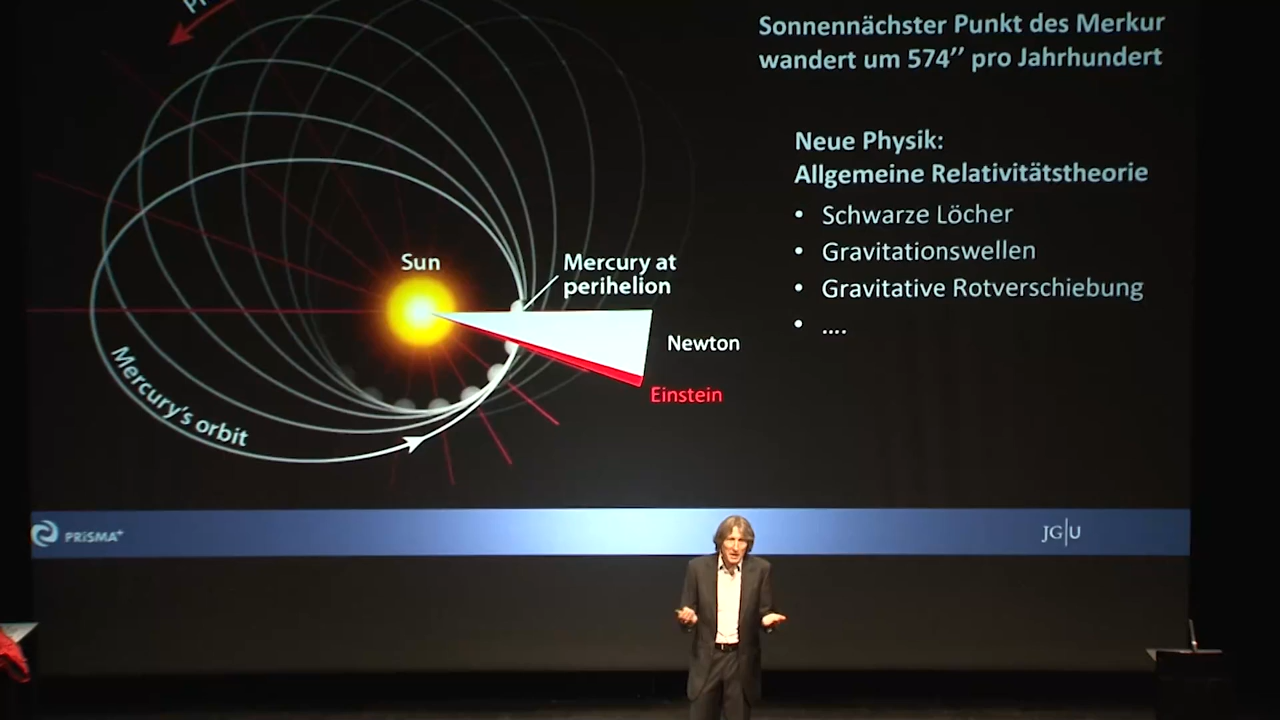 Sonnennächster Punkt des Merkur
wandert um 574’’ pro Jahrhundert
Neue Physik:
Allgemeine Relativitätstheorie
• Schwarze Löcher
• Gravitationswellen
• Gravitative Rotverschiebung
• ....
Sun
Mercury at
perihelion
Newton
Einstein
Mercury's orbit
PRiSMA+
JG|U